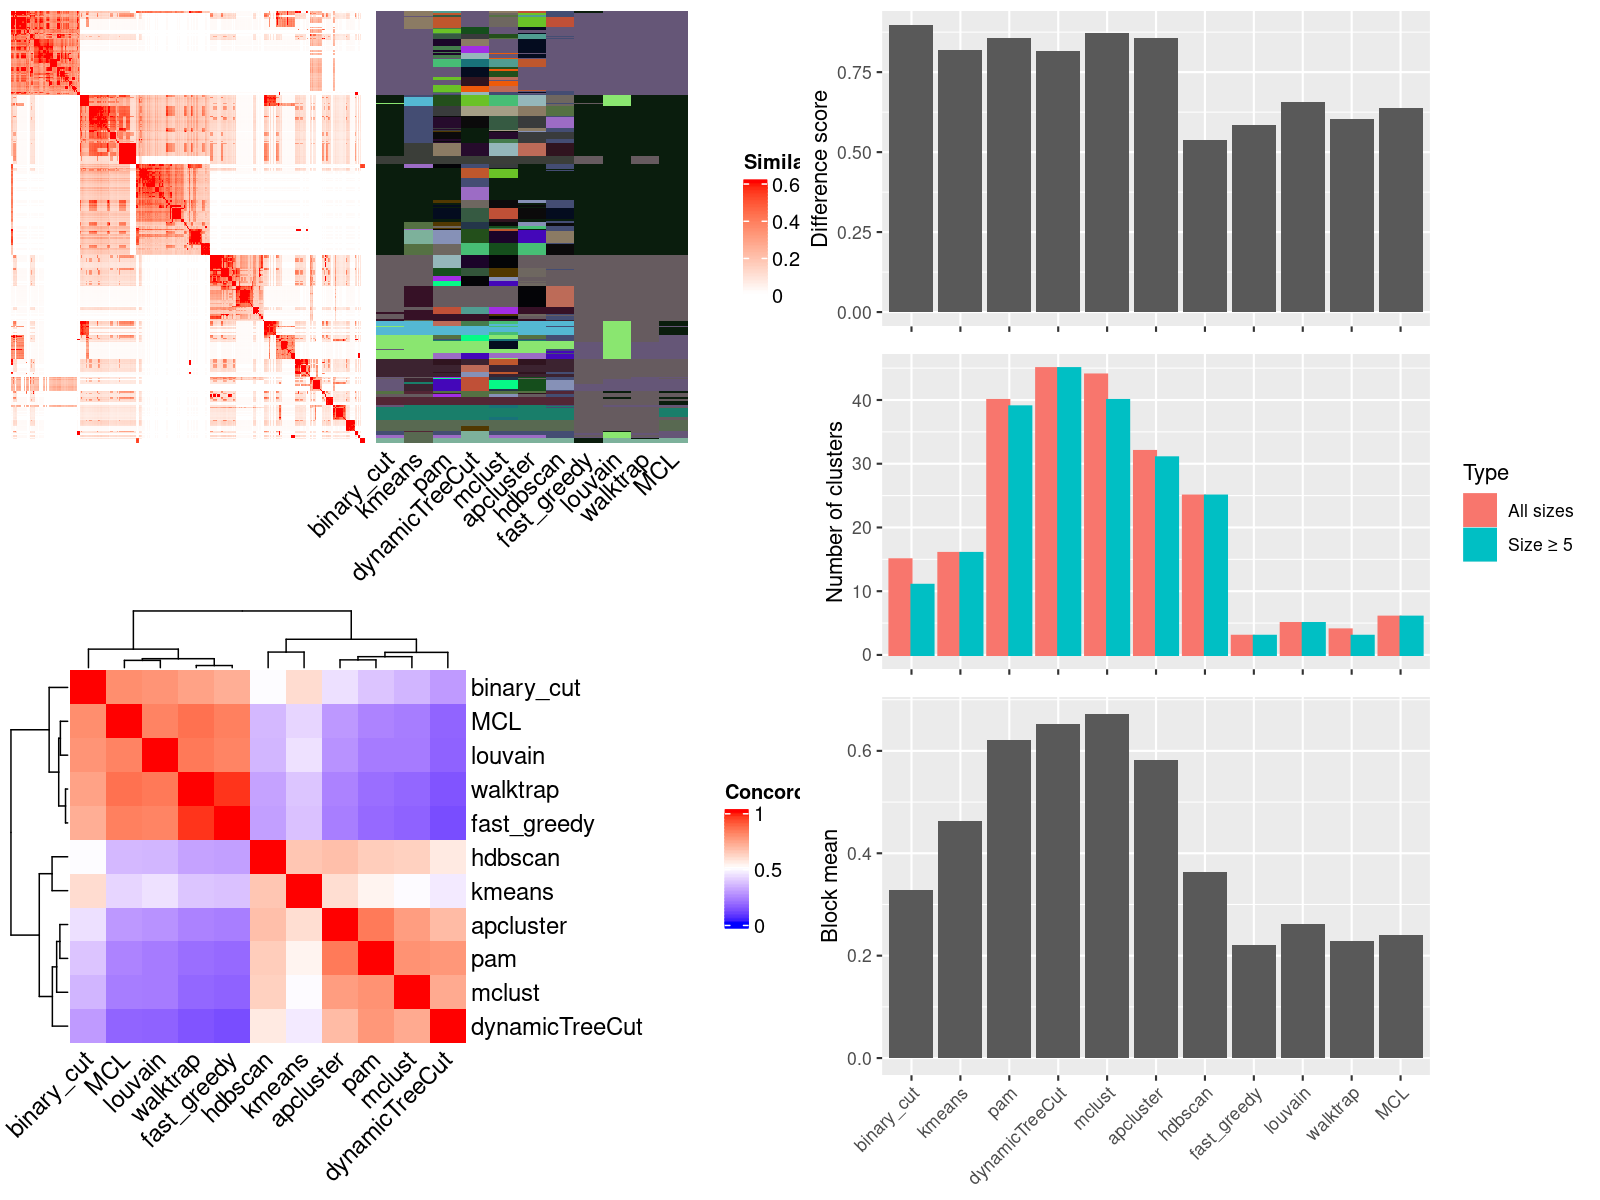 Simila
0.6
0.4
0.2
0
binary_cut
kmeans
pam
dynamicTreeCut
mclust
apcluster
hdbscan
fast_greedy
louvain
walktrap
MCL
binary_cut
MCL
louvain
walktrap
fast_greedy
hdbscan
kmeans
apcluster
pam
mclust
dynamicTreeCut
binary_cut
MCL
louvain
walktrap
fast_greedy
hdbscan
kmeans
apcluster
pam
mclust
dynamicTreeCut
Concord
1
0.5
0
Difference score
0.75
0.50
0.25
0.00
Number of clusters
40
30
20
10
0
Type
All sizes
Size ≥ 5
Block mean
0.6
0.4
0.2
0.0
binary_cut
kmeans
pam
dynamicTreeCut
mclust
apcluster
hdbscan
fast_greedy
louvain
walktrap
MCL